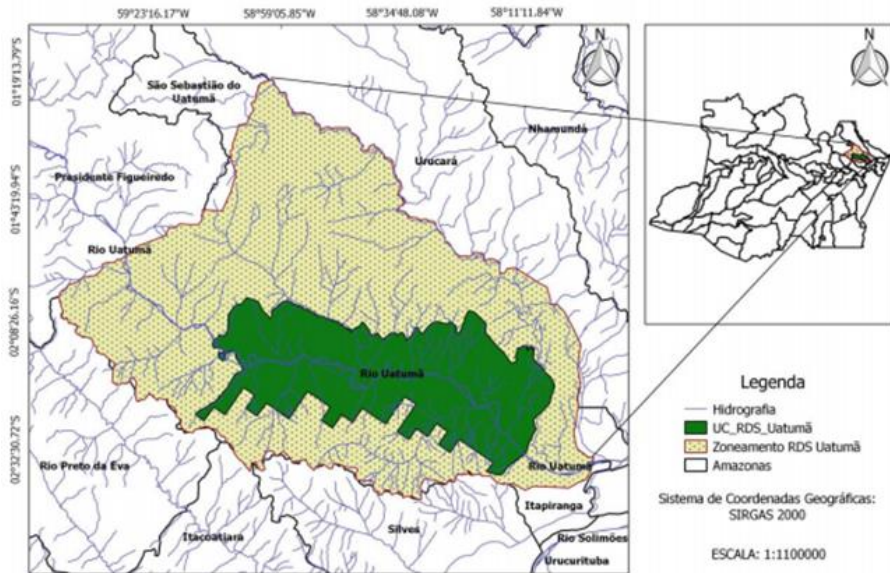 59°23'16.17"W 58°59'05.85"W 58°34'48.08"W 58°11'11.84"W
01°19'13.79"S
01°43'19.94"S
02°08'26.16"S
02°32'30.72"S
N
São Sebastião do
Uatumã
Nhamundá
Urucará
Presidente Figueiredo
Rio Uatumã
Rio Uatumã
Rio Uatumã
Rio Preto da Eva
Itapiranga
Silves
Itacoatiara
Rio Solimões
Urucurituba
N
Legenda
Hidrografia
UC_RDS_Uatumã
Zoneamento RDS Uatumã
Amazonas
Sistema de Coordenadas Geográficas:
SIRGAS 2000
ESCALA: 1:1100000